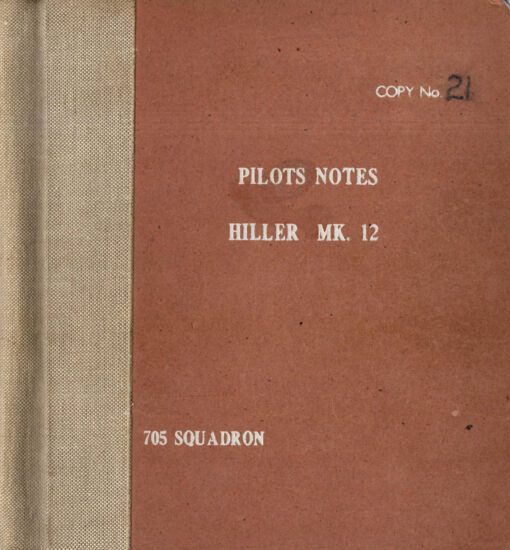 COPY No. 21
PILOTS NOTES
HILLER MK. 12
705 SQUADRON